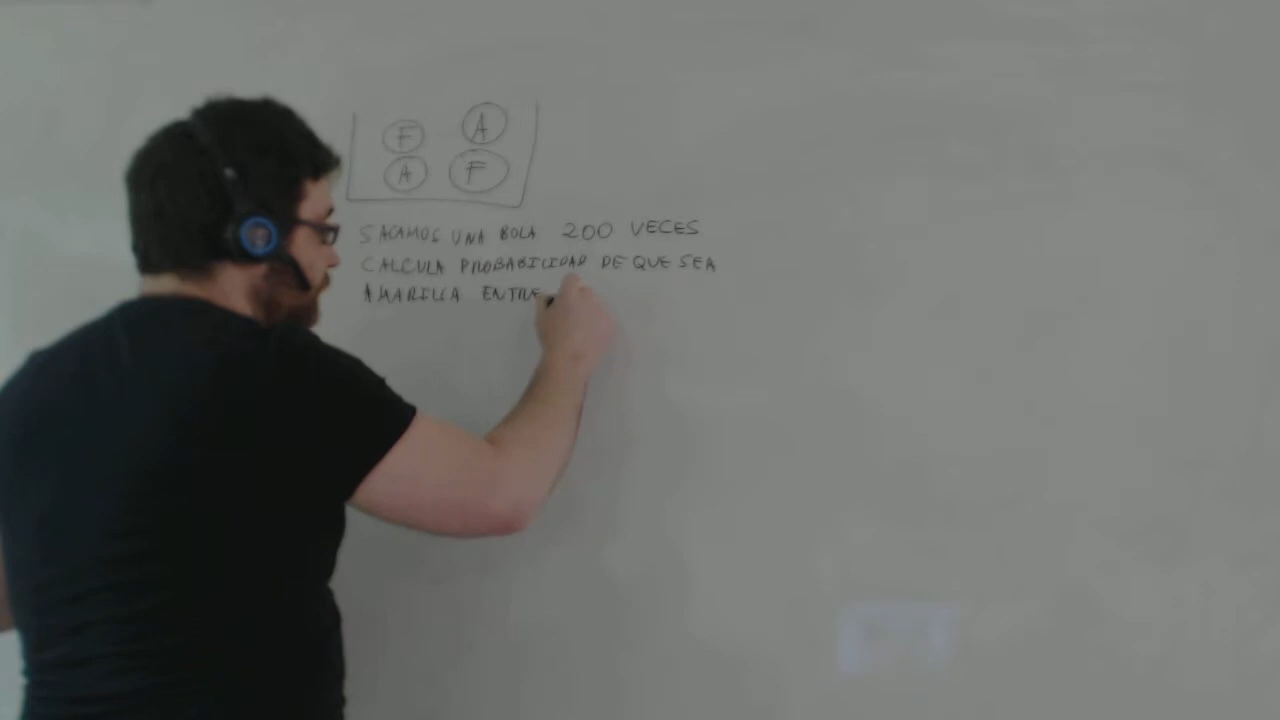 F A
A F
SACAMOS UNA BOLA 200 VECES
CALCULA PROBABILIDAD DE QUE SEA
AMARILLA ENTRE